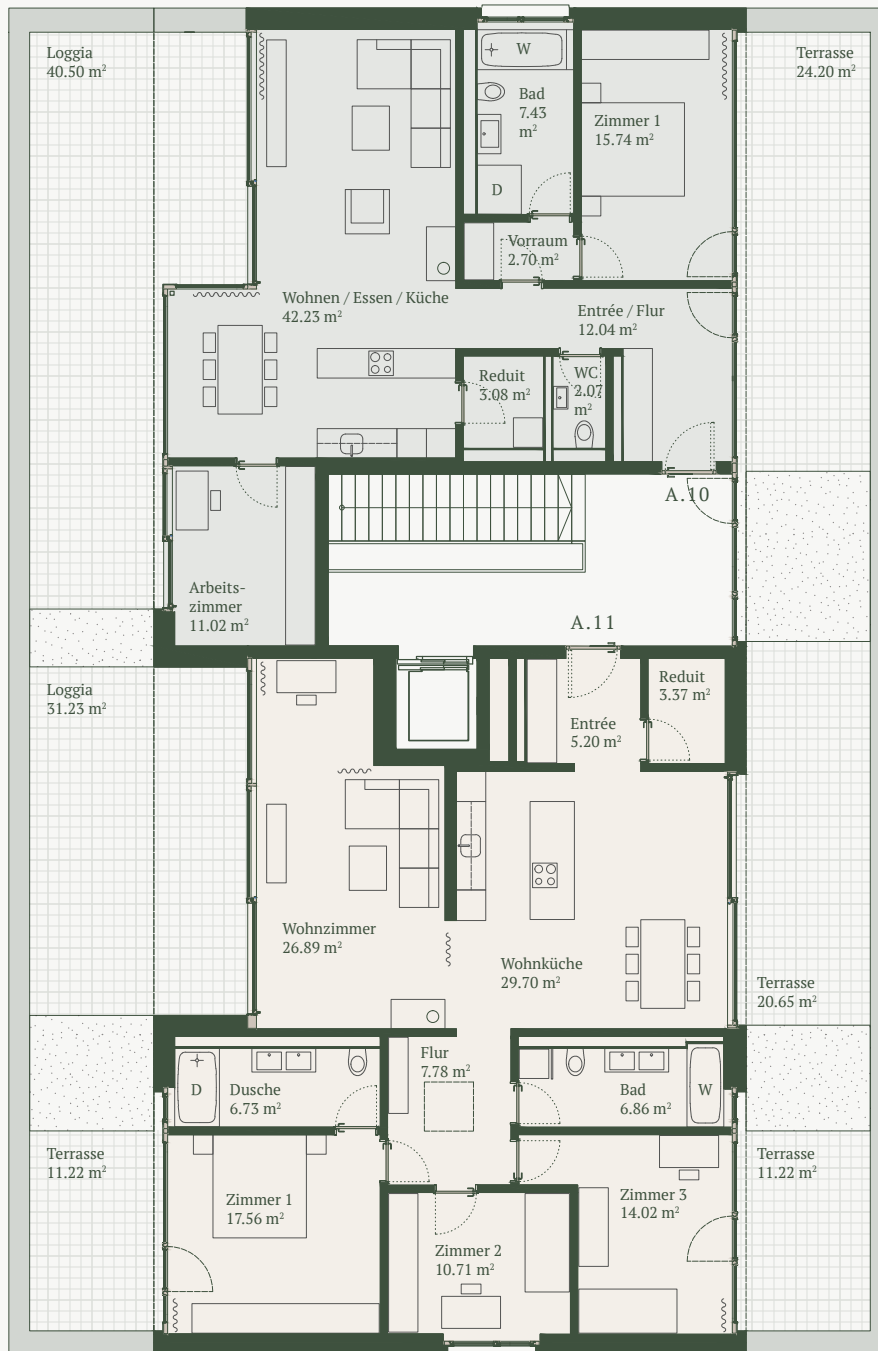 Loggia
40.50 m²
W
Bad
7.43
m²
D
Zimmer 1
15.74 m²
Terrasse
24.20 m²
Vorraum
2.70 m²
Wohnen / Essen / Küche
42.23 m²
Entrée / Flur
12.04 m²
Reduit
3.08 m²
WC
2.07
m²
A.10
Arbeits-
zimmer
11.02 m²
A.11
Loggia
31.23 m²
Reduit
3.37 m²
Entrée
5.20 m²
Wohnzimmer
26.89 m²
Wohnküche
29.70 m²
Terrasse
20.65 m²
Flur
7.78 m²
D
Dusche
6.73 m²
Bad
6.86 m²
W
Terrasse
11.22 m²
Terrasse
11.22 m²
Zimmer 1
17.56 m²
Zimmer 3
14.02 m²
Zimmer 2
10.71 m²